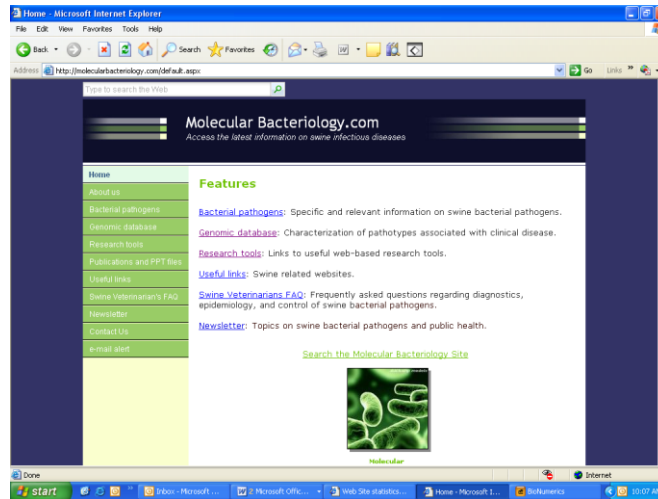 Home - Microsoft Internet Explorer
File Edit View Favorites Tools Help
Back Search Favorites
Address http://molecularbacteriology.com/default.aspx Go Links
Type to search the Web
Molecular Bacteriology.com
Access the latest information on swine infectious diseases
Home
About us
Bacterial pathogens
Genomic database
Research tools
Publications and PPT files
Useful links
Swine Veterinarian's FAQ
Newsletter
Contact Us
e-mail alert
Features
Bacterial pathogens: Specific and relevant information on swine bacterial pathogens.
Genomic database: Characterization of pathotypes associated with clinical disease.
Research tools: Links to useful web-based research tools.
Useful links: Swine related websites.
Swine Veterinarians FAQ: Frequently asked questions regarding diagnostics,
epidemiology, and control of swine bacterial pathogens.
Newsletter: Topics on swine bacterial pathogens and public health.
Search the Molecular Bacteriology Site
Molecular
Done Internet
start Inbox - Microsoft ... 2 Microsoft Offic... Web Site statistics... Home - Microsoft I... BioNumerics 10:07 A